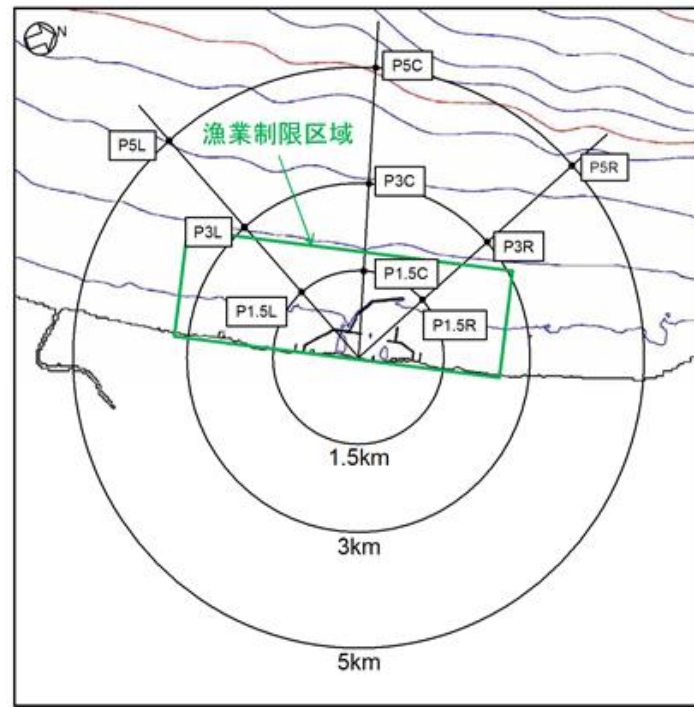 N
P5C
P5L
漁業制限区域
P5R
P3C
P3L
P3R
P1.5C
P1.5L
P1.5R
1.5km
3km
5km